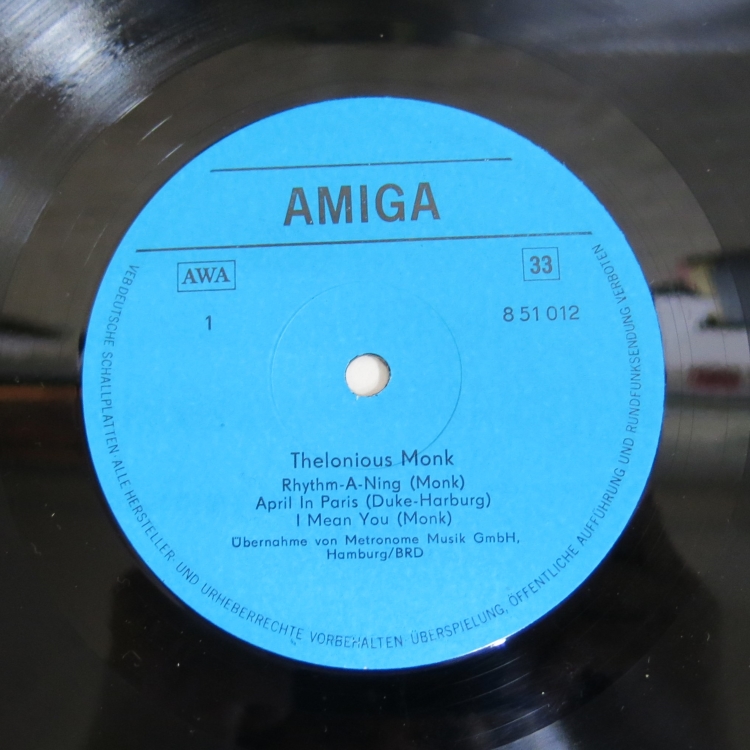 AMIGA
AWA
33
1
8 51 012
Thelonious Monk
Rhythm-A-Ning (Monk)
April In Paris (Duke-Harburg)
I Mean You (Monk)
Übernahme von Metronome Musik GmbH,
Hamburg/BRD
VEB DEUTSCHE SCHALLPLATTEN · ALLE HERSTELLER- UND URHEBERRECHTE VORBEHALTEN ÜBERSPIELUNG, ÖFFENTLICHE AUFFÜHRUNG UND RUNDFUNKSENDUNG VERBOTEN